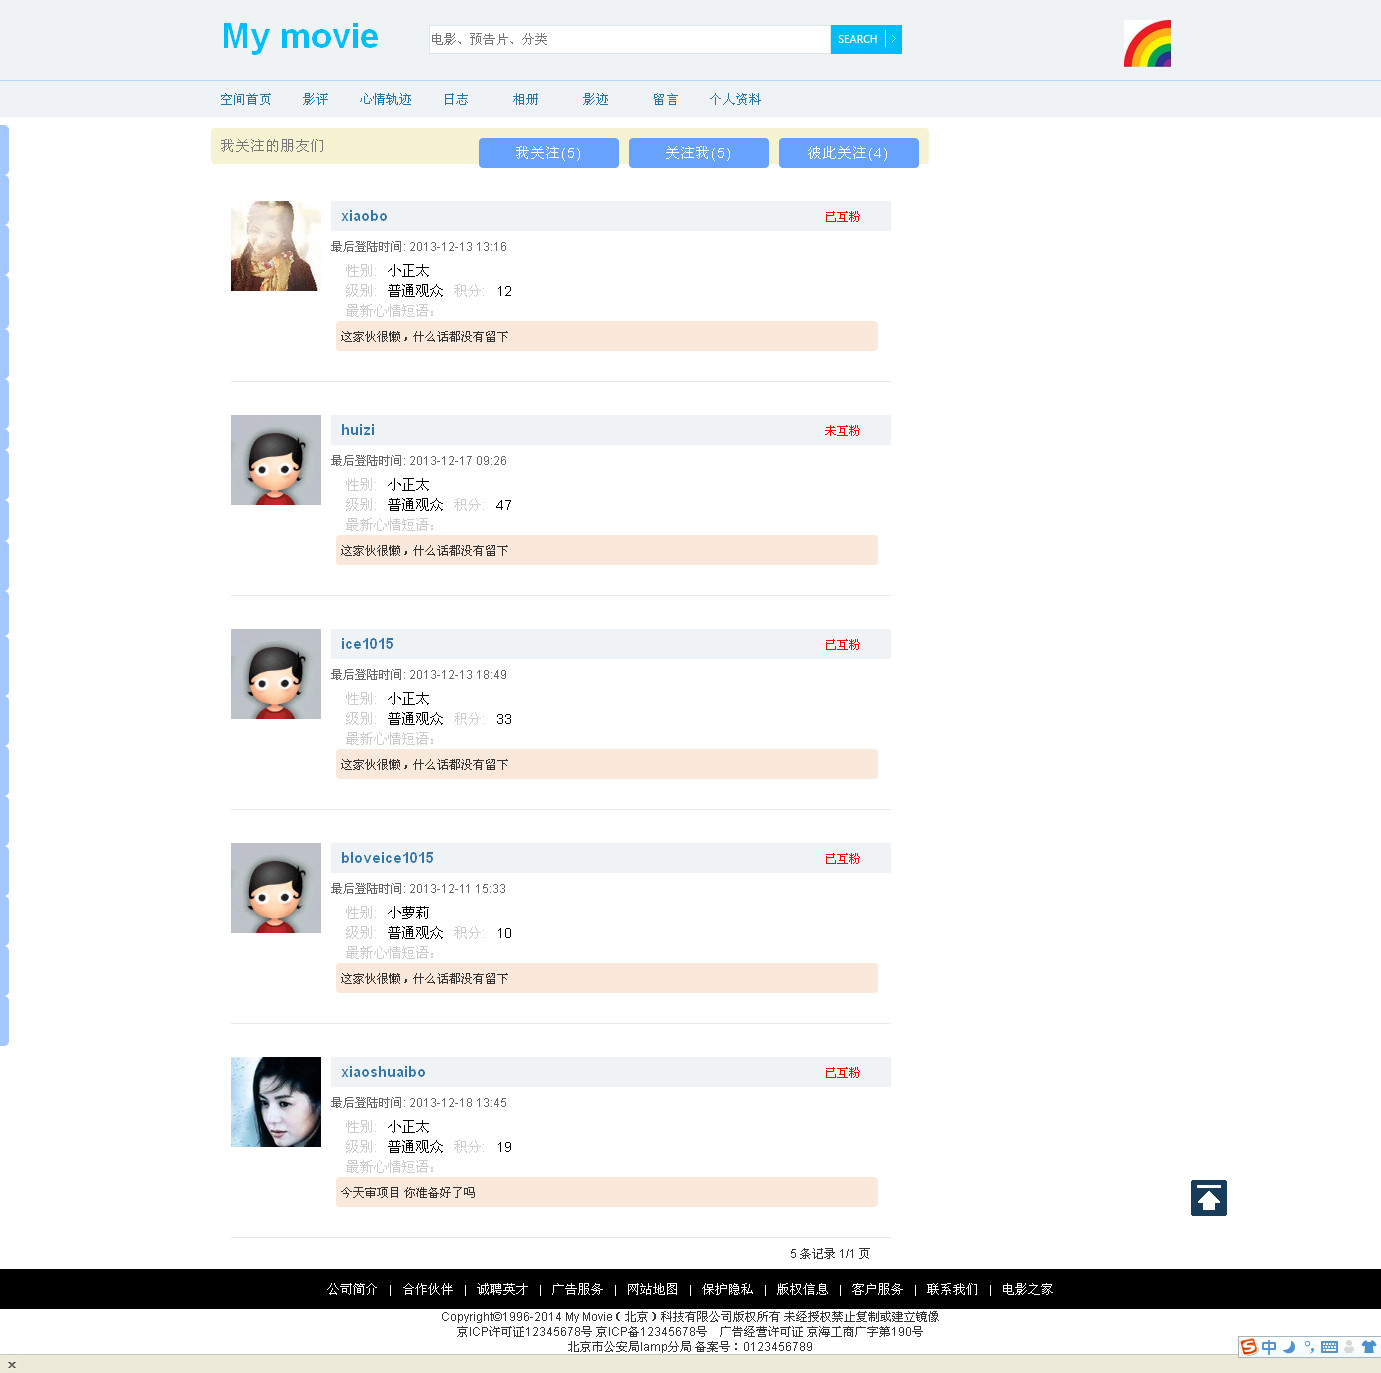 My movie
电影、预告片、分类
SEARCH
空间首页 影评 心情轨迹 日志 相册 影迹 留言 个人资料
我关注的朋友们
我关注(5) 关注我(5) 彼此关注(4)
xiaobo 已互粉
最后登陆时间: 2013-12-13 13:16
性别: 小正太
级别: 普通观众 积分: 12
最新心情短语:
这家伙很懒，什么话都没有留下
huizi 未互粉
最后登陆时间: 2013-12-17 09:26
性别: 小正太
级别: 普通观众 积分: 47
最新心情短语:
这家伙很懒，什么话都没有留下
ice1015 已互粉
最后登陆时间: 2013-12-13 18:49
性别: 小正太
级别: 普通观众 积分: 33
最新心情短语:
这家伙很懒，什么话都没有留下
bloveice1015 已互粉
最后登陆时间: 2013-12-11 15:33
性别: 小萝莉
级别: 普通观众 积分: 10
最新心情短语:
这家伙很懒，什么话都没有留下
xiaoshuaibo 已互粉
最后登陆时间: 2013-12-18 13:45
性别: 小正太
级别: 普通观众 积分: 19
最新心情短语:
今天审项目 你准备好了吗
5 条记录 1/1 页
公司简介 | 合作伙伴 | 诚聘英才 | 广告服务 | 网站地图 | 保护隐私 | 版权信息 | 客户服务 | 联系我们 | 电影之家
Copyright©1996-2014 My Movie ( 北京 ) 科技有限公司版权所有 未经授权禁止复制或建立镜像
京ICP许可证12345678号 京ICP备12345678号 广告经营许可证 京海工商广字第190号
北京市公安局lamp分局 备案号：0123456789
中